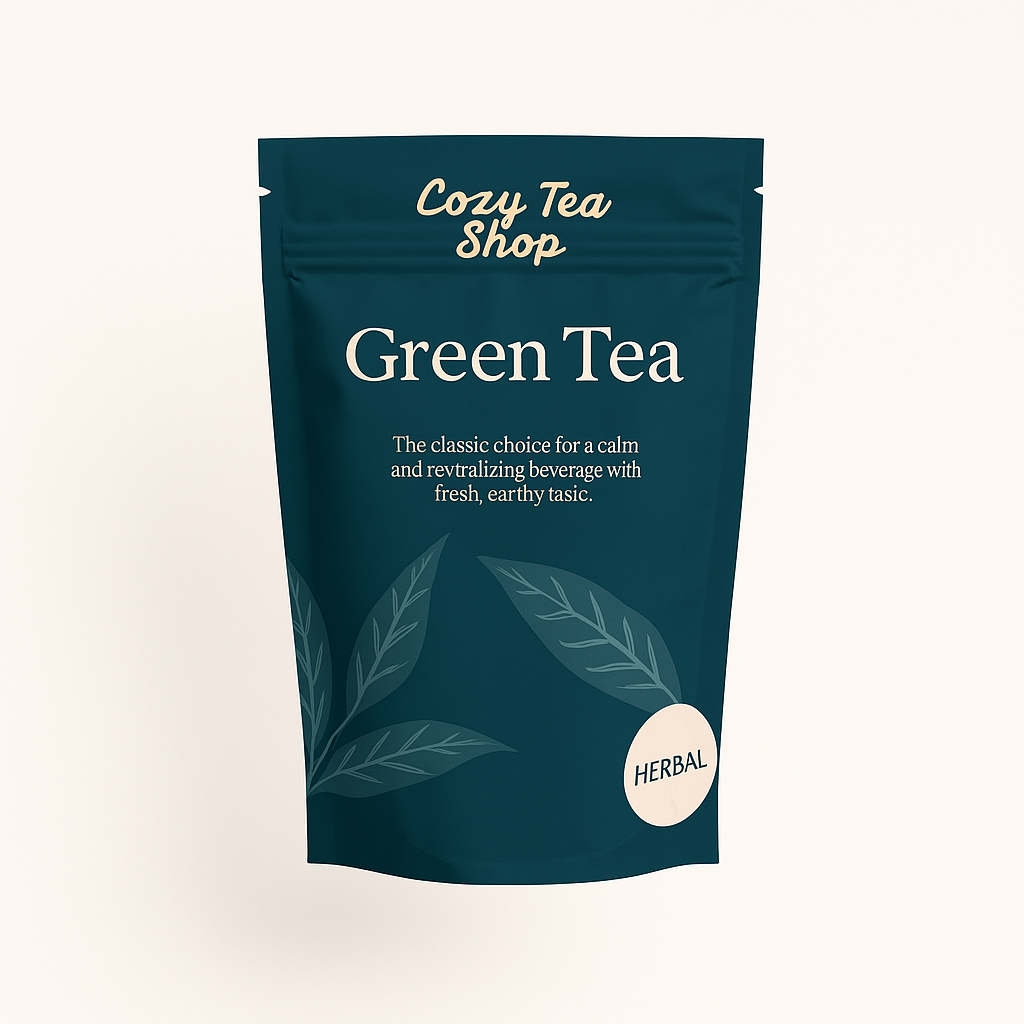 Cozy Tea
Shop
Green Tea
The classic choice for a calm
and revtralizing beverage with
fresh, earthy tasic.
HERBAL